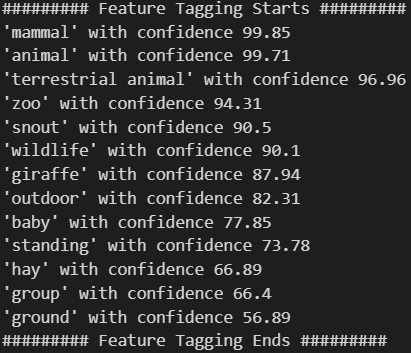 ######### Feature Tagging Starts #########
'mammal' with confidence 99.85
'animal' with confidence 99.71
'terrestrial animal' with confidence 96.96
'zoo' with confidence 94.31
'snout' with confidence 90.5
'wildlife' with confidence 90.1
'giraffe' with confidence 87.94
'outdoor' with confidence 82.31
'baby' with confidence 77.85
'standing' with confidence 73.78
'hay' with confidence 66.89
'group' with confidence 66.4
'ground' with confidence 56.89
######### Feature Tagging Ends #########